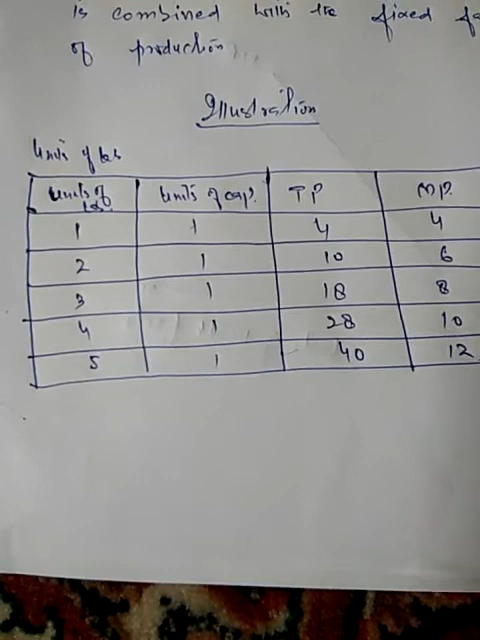 is combined with the fixed fa
of production
Illustration
Units of Lab
Units of Lab. Units of cap. TP MP.
1 1 4 4
2 1 10 6
3 1 18 8
4 1 28 10
5 1 40 12